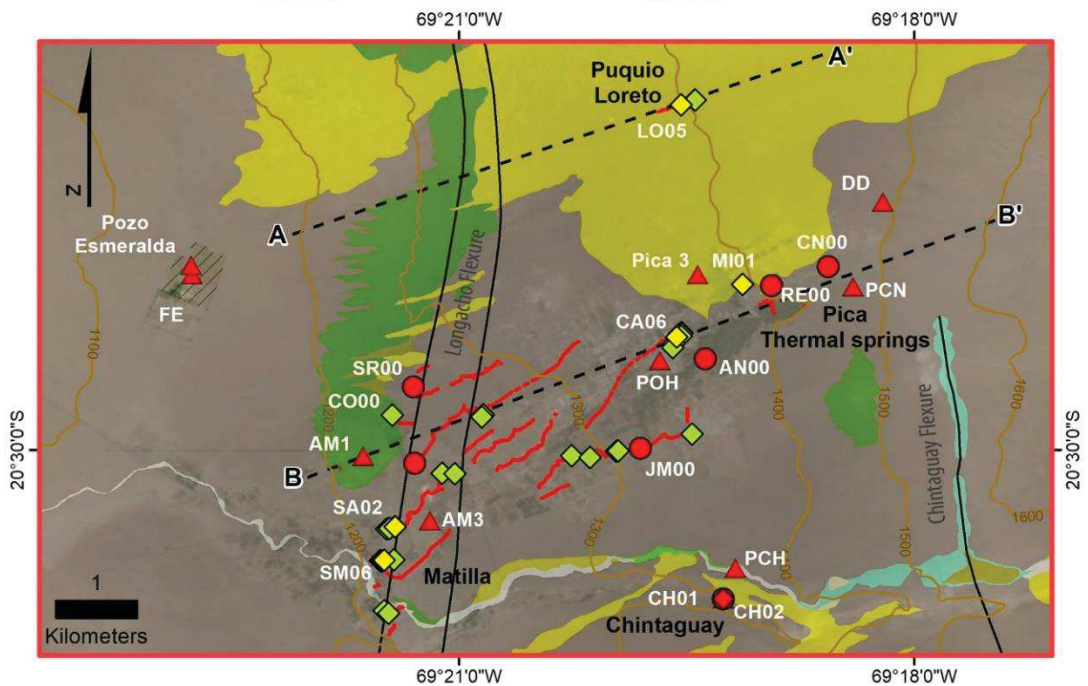 69°21'0"W
69°18'0"W
A'
Puquio
Loreto
LO05
DD
Z
A
B'
Pozo
Esmeralda
CN00
Pica 3
MI01
RE00
PCN
FE
Longacho Flexure
Pica
Thermal springs
CA06
1100
SR00
AN00
POH
CO00
1200
1300
1400
1500
1600
20°30'0"S
20°30'0"S
AM1
B
JM00
Chintaguay Flexure
SA02
AM3
1200
1300
1500
1600
PCH
SM06
Matilla
1400
1
Kilometers
CH01
CH02
Chintaguay
69°21'0"W
69°18'0"W